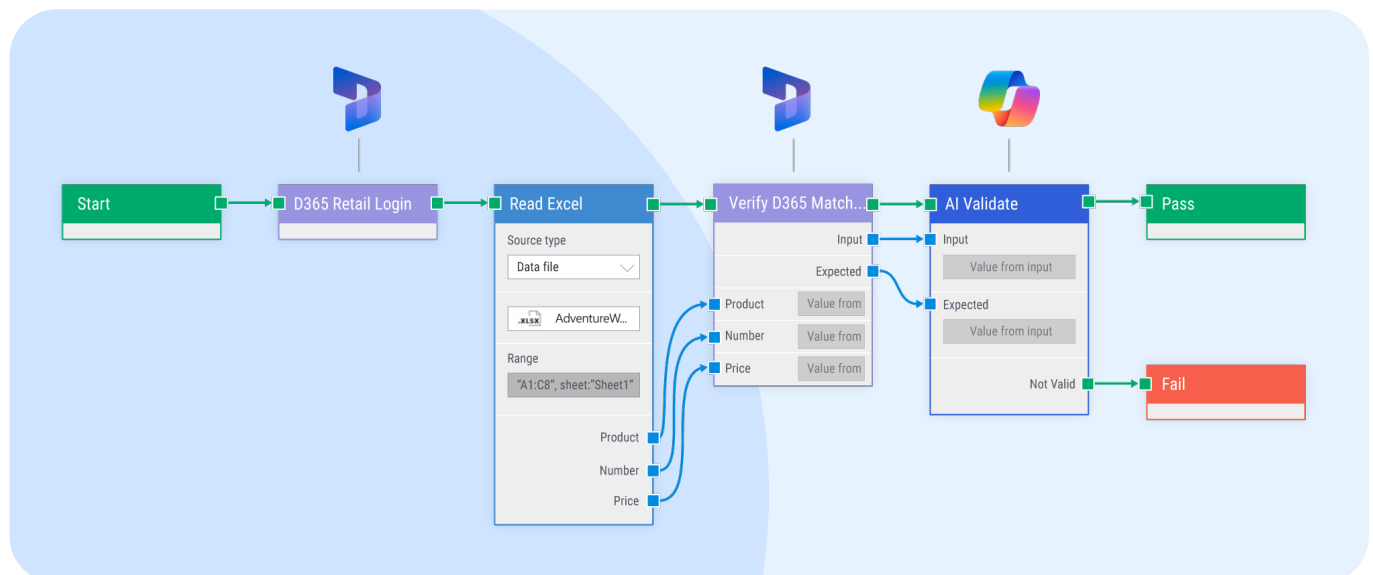 Start
D365 Retail Login
Read Excel
Source type
Data file
.XLSX AdventureW...
Range
"A1:C8", sheet:"Sheet1"
Product
Number
Price
Verify D365 Match...
Input
Expected
Product Value from
Number Value from
Price Value from
AI Validate
Input
Value from input
Expected
Value from input
Not Valid
Pass
Fail